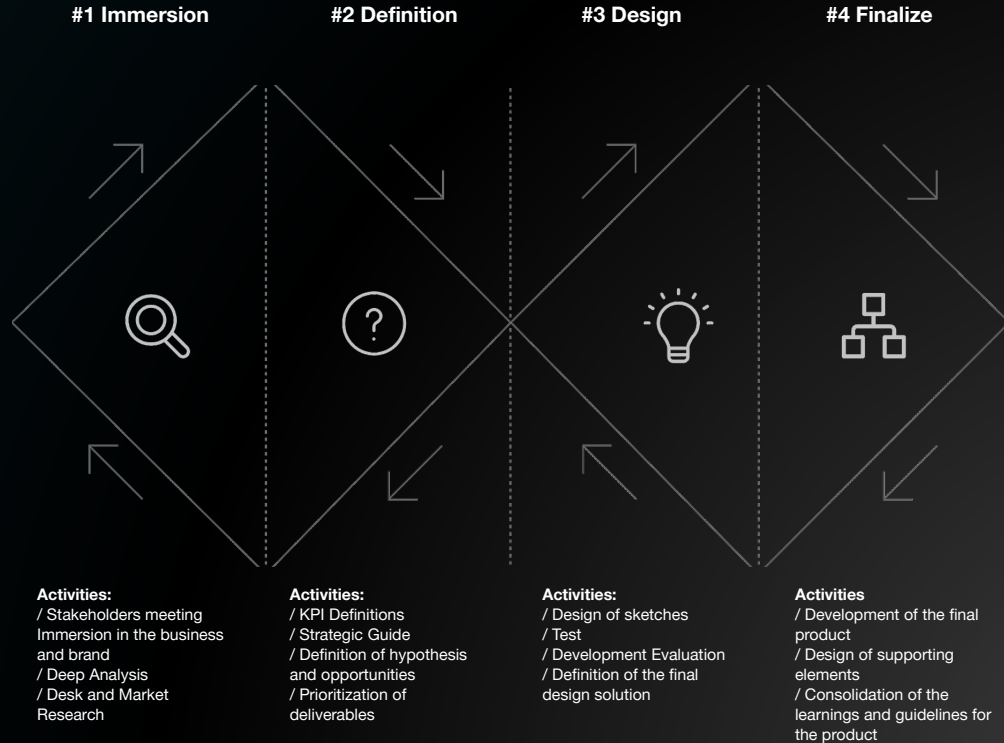 #1 Immersion
#2 Definition
#3 Design
#4 Finalize
?
Activities:
/ Stakeholders meeting
Immersion in the business
and brand
/ Deep Analysis
/ Desk and Market
Research
Activities:
/ KPI Definitions
/ Strategic Guide
/ Definition of hypothesis
and opportunities
/ Prioritization of
deliverables
Activities:
/ Design of sketches
/ Test
/ Development Evaluation
/ Definition of the final
design solution
Activities
/ Development of the final
product
/ Design of supporting
elements
/ Consolidation of the
learnings and guidelines for
the product